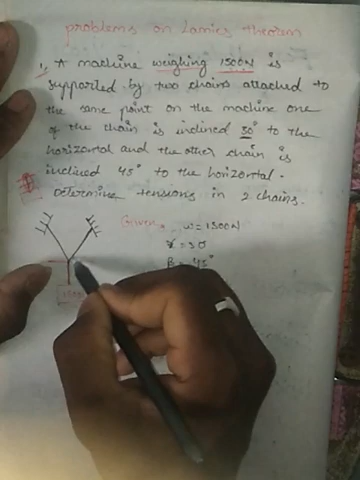 problems on Lamies theorem
1, A machine weighing 1500N is
supported by two chains attached to
the same point on the machine one
of the chain is inclined 30° to the
horizontal and the other chain is
inclined 45° to the horizontal.
Determine tensions in 2 chains.
Given, w = 1500N
= 30
β = 45°